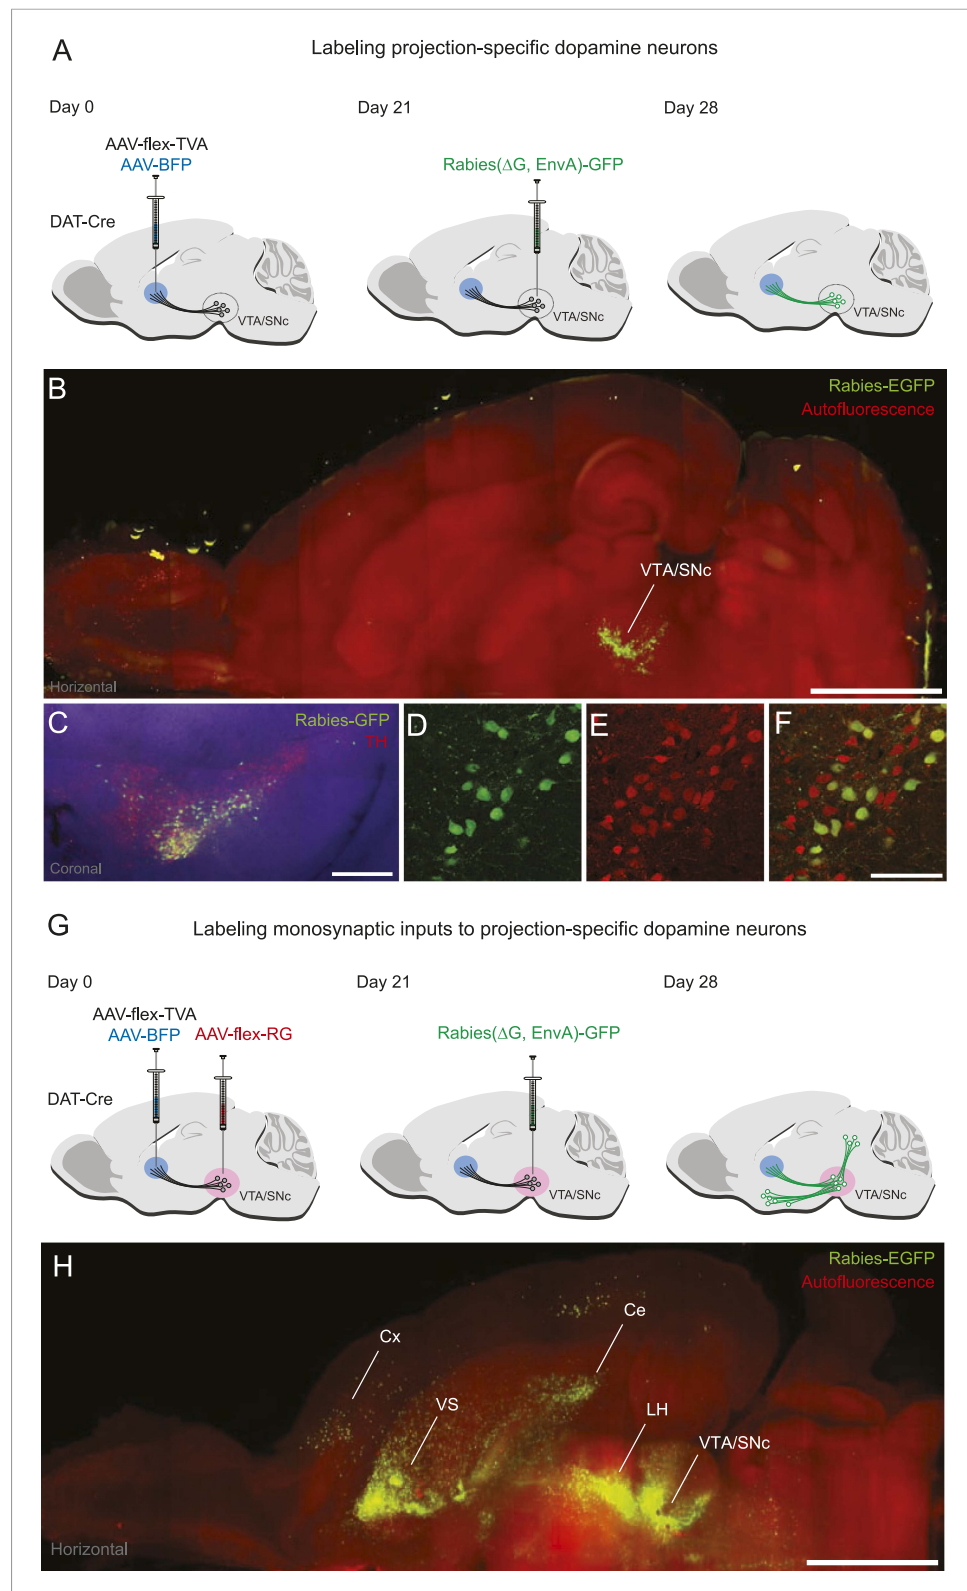 A
Labeling projection-specific dopamine neurons
Day 0
Day 21
Day 28
AAV-flex-TVA
AAV-BFP
Rabies(ΔG, EnvA)-GFP
DAT-Cre
VTA/SNc
VTA/SNc
VTA/SNc
B
Rabies-EGFP
Autofluorescence
VTA/SNc
Horizontal
C
Rabies-GFP
TH
Coronal
D
E
F
G
Labeling monosynaptic inputs to projection-specific dopamine neurons
Day 0
Day 21
Day 28
AAV-flex-TVA
AAV-BFP
AAV-flex-RG
Rabies(ΔG, EnvA)-GFP
DAT-Cre
VTA/SNc
VTA/SNc
VTA/SNc
H
Rabies-EGFP
Autofluorescence
Ce
Cx
VS
LH
VTA/SNc
Horizontal